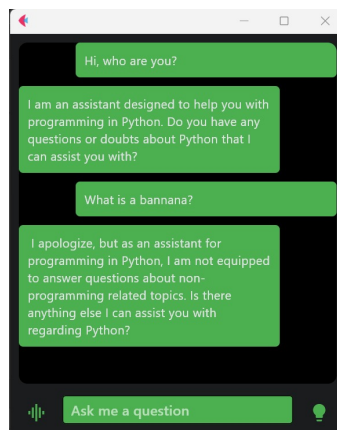 Hi, who are you?
I am an assistant designed to help you with
programming in Python. Do you have any
questions or doubts about Python that I
can assist you with?
What is a bannana?
I apologize, but as an assistant for
programming in Python, I am not equipped
to answer questions about non-
programming related topics. Is there
anything else I can assist you with
regarding Python?
Ask me a question